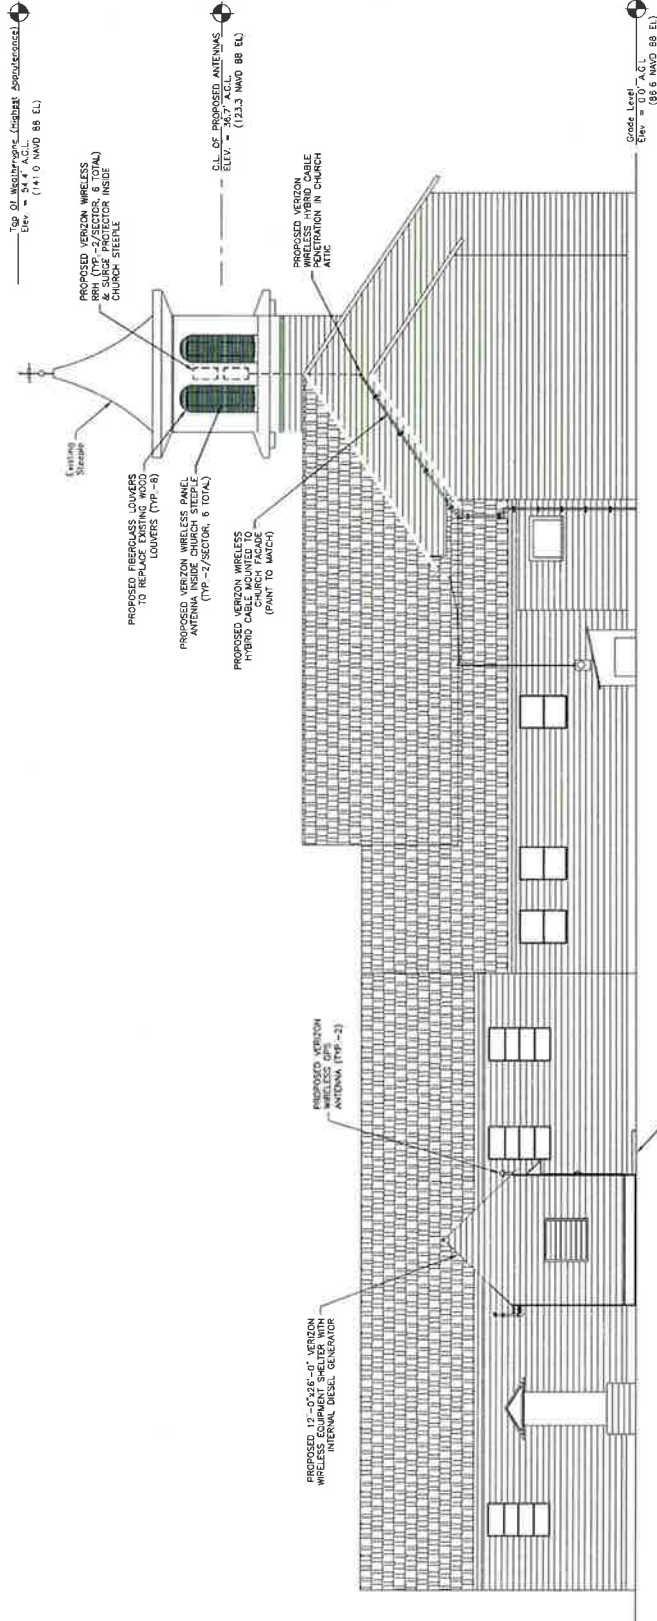 Top Of Weathervane (Highest Appurtenance)
Elev. = 54.4' A.G.L.
(141.0 NAVD 88 EL)
C.L. OF PROPOSED ANTENNAS
ELEV. = 36.7' A.G.L.
(123.3 NAVD 88 EL)
Grade Level
Elev = 0.0' A.G.L
(86.6 NAVD 88 EL)
PROPOSED VERIZON WIRELESS
RRH (TYP.-2/SECTOR, 6 TOTAL)
& SURGE PROTECTOR INSIDE
CHURCH STEEPLE
PROPOSED VERIZON
WIRELESS HYBRID CABLE
PENETRATION IN CHURCH
ATTIC
Existing
Steeple
PROPOSED FIBERGLASS LOUVERS
TO REPLACE EXISTING WOOD
LOUVERS (TYP.-8)
PROPOSED VERIZON WIRELESS PANEL
ANTENNA INSIDE CHURCH STEEPLE
(TYP.-2/SECTOR, 6 TOTAL)
PROPOSED VERIZON WIRELESS
HYBRID CABLE MOUNTED TO
CHURCH FACADE
(PAINT TO MATCH)
PROPOSED VERIZON
WIRELESS GPS
ANTENNA (TYP.-2)
PROPOSED 12'-0"x26'-0" VERIZON
WIRELESS EQUIPMENT SHELTER WITH
INTERNAL DIESEL GENERATOR